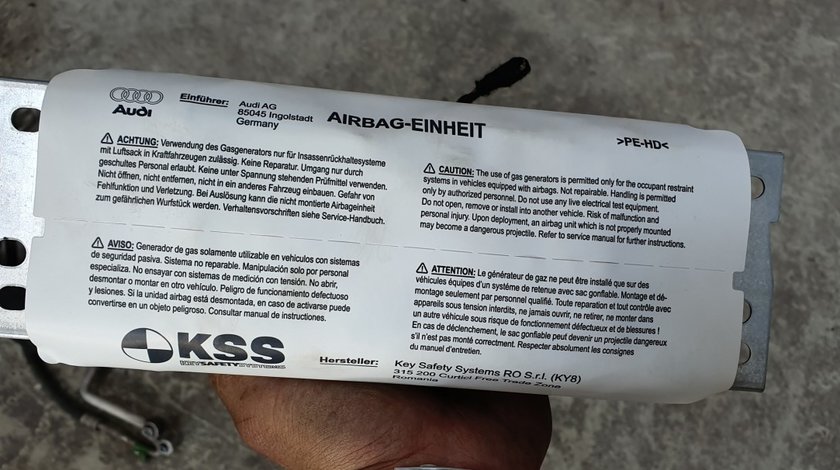 Audi
Einführer:
Audi AG
85045 Ingolstadt
Germany
AIRBAG-EINHEIT
>PE-HD<
ACHTUNG: Verwendung des Gasgenerators nur für Insassenrückhaltesysteme
mit Luftsack in Kraftfahrzeugen zulässig. Keine Reparatur. Umgang nur durch
geschultes Personal erlaubt. Keine unter Spannung stehenden Prüfmittel verwenden.
Nicht öffnen, nicht entfernen, nicht in ein anderes Fahrzeug einbauen. Gefahr von
Fehlfunktion und Verletzung. Bei Auslösung kann die nicht montierte Airbageinheit
zum gefährlichen Wurfstück werden. Verhaltensvorschriften siehe Service-Handbuch.
CAUTION: The use of gas generators is permitted only for the occupant restraint
systems in vehicles equipped with airbags. Not repairable. Handling is permitted
only by authorized personnel. Do not use any live electrical test equipment.
Do not open, remove or install into another vehicle. Risk of malfunction and
personal injury. Upon deployment, an airbag unit which is not properly mounted
may become a dangerous projectile. Refer to service manual for further instructions.
AVISO: Generador de gas solamente utilizable en vehículos con sistemas
de seguridad pasiva. Sistema no reparable. Manipulación solo por personal
especializa. No ensayar con sistemas de medición con tensión. No abrir,
desmontar o montar en otro vehículo. Peligro de funcionamiento defectuoso
y lesiones. Si la unidad airbag está desmontada, en caso de activarse puede
convertirse en un objeto peligroso. Consultar manual de instrucciones.
ATTENTION: Le générateur de gaz ne peut être installé que sur des
véhicules équipes d'un systéme de retenue avec sac gonflable. Montage et dé-
montage seulement par personnel qualifié. Toute reparation et tout contrôle avec
appareils sous tension interdits, ne jamais ouvrir, ne retirer, ne monter dans
un autre véhicule sous risque de fonctionnement défectueux et de blessures !
En cas de déclenchement, le sac gonflable peut devenir un projectile dangereux
s'il n'est pas monté correctement. Respecter absolument les consignes
du manuel d'entretien.
KSS
KEYSAFETYSYSTEMS
Hersteller:
Key Safety Systems RO S.r.l. (KY8)
315 200 Curtici Free Trade Zone
Romania